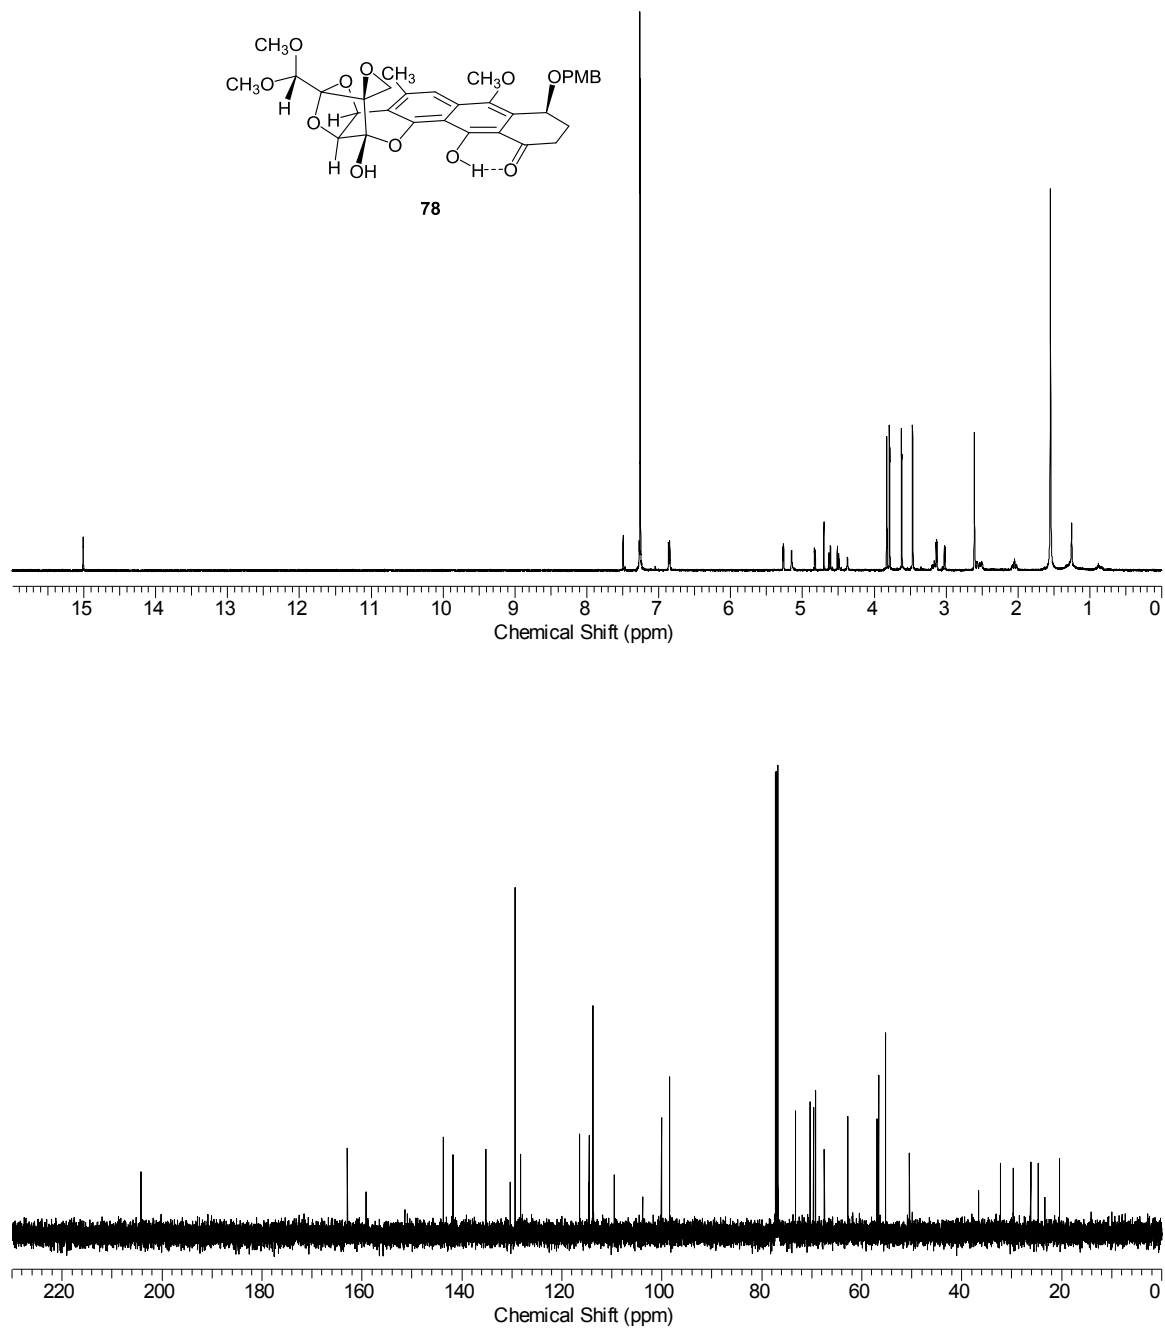 CH3O
CH3O
H
O
O
CH3
O
CH3O
OPMB
H
O
H
OH
O
H
O
O
78
15 14 13 12 11 10 9 8 7 6 5 4 3 2 1 0
Chemical Shift (ppm)
220 200 180 160 140 120 100 80 60 40 20 0
Chemical Shift (ppm)